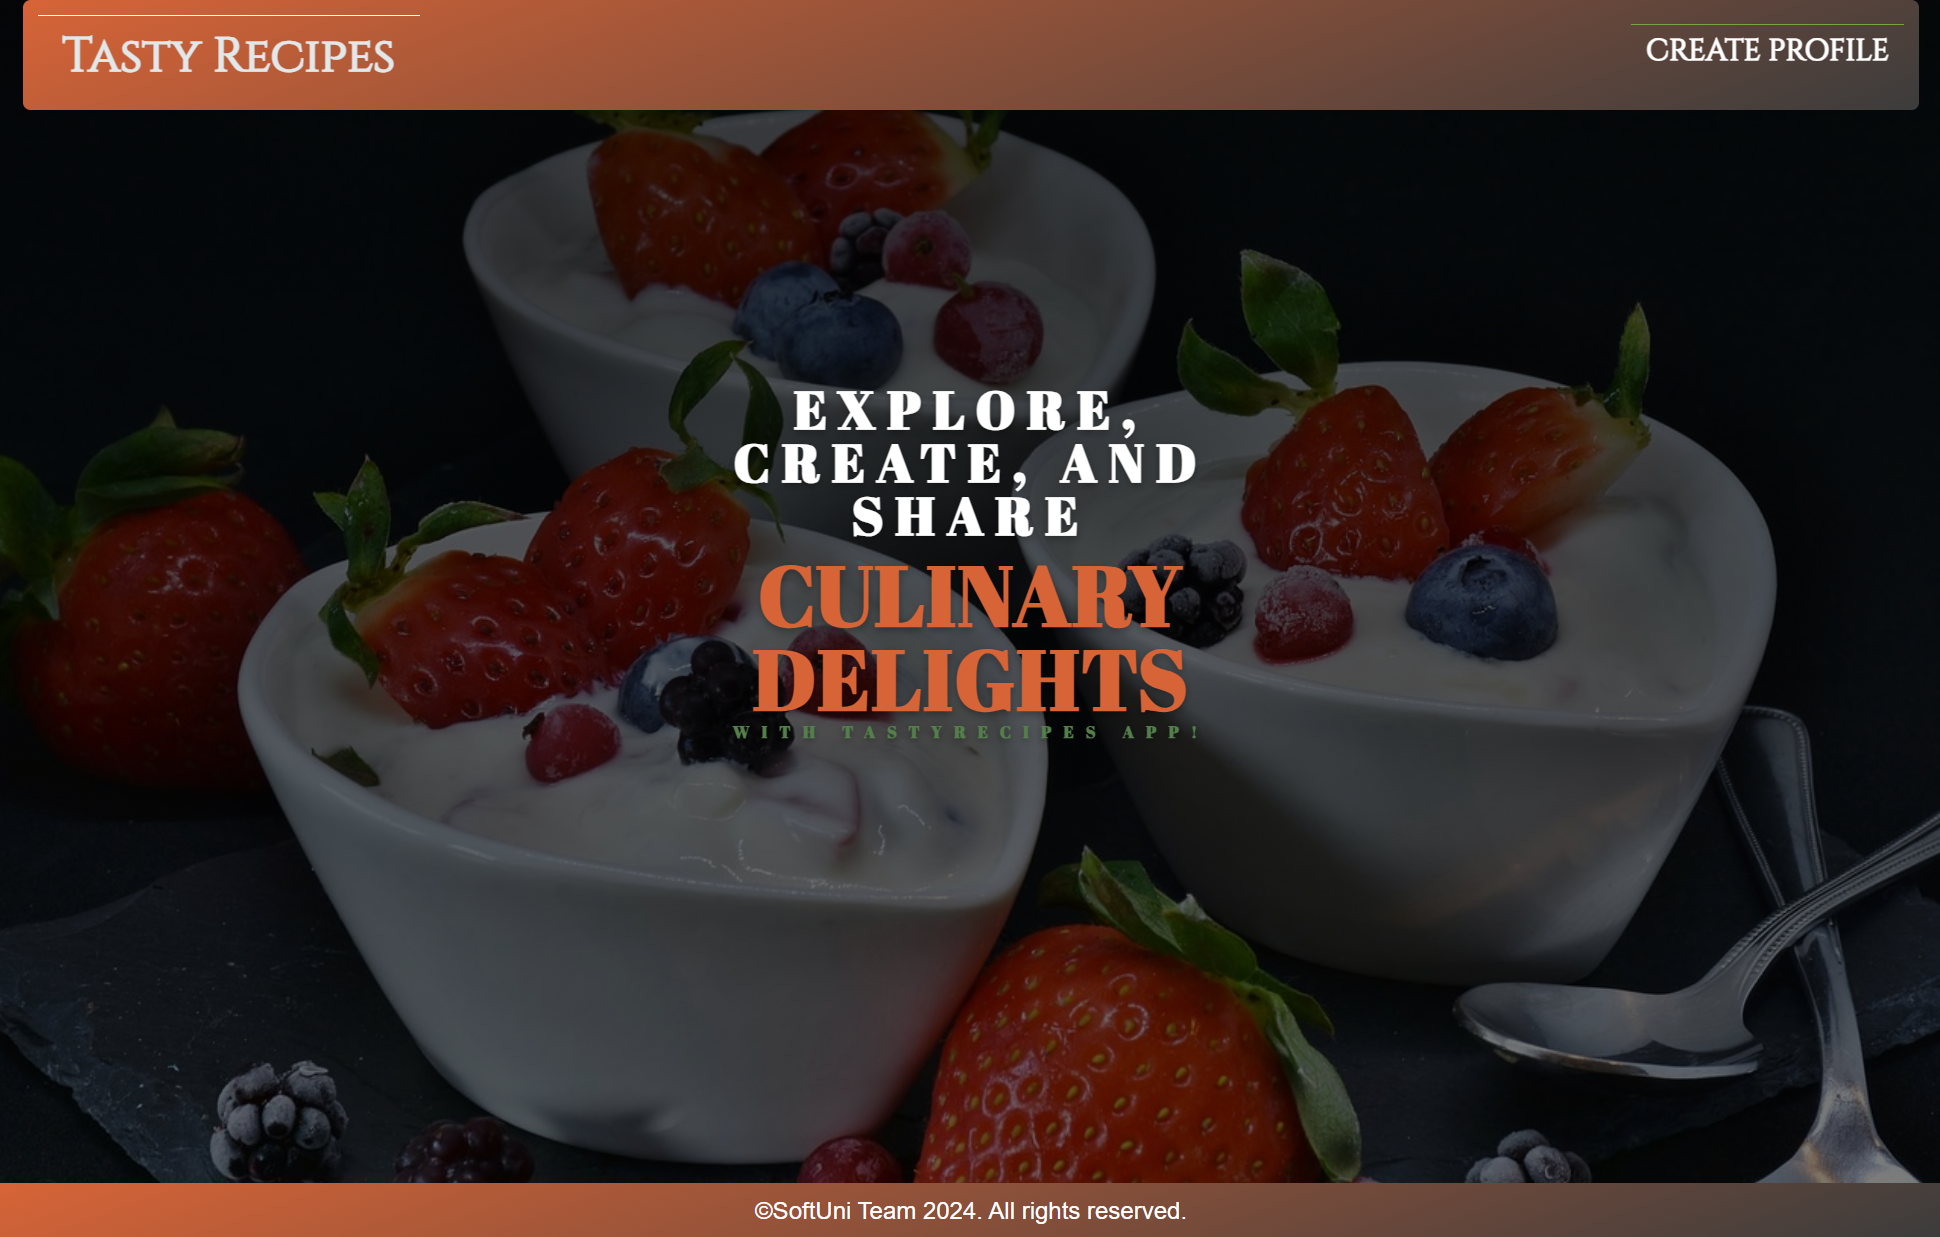 Tasty Recipes
CREATE PROFILE
EXPLORE,
CREATE, AND
SHARE
CULINARY
DELIGHTS
WITH TASTYRECIPES APP!
©SoftUni Team 2024. All rights reserved.